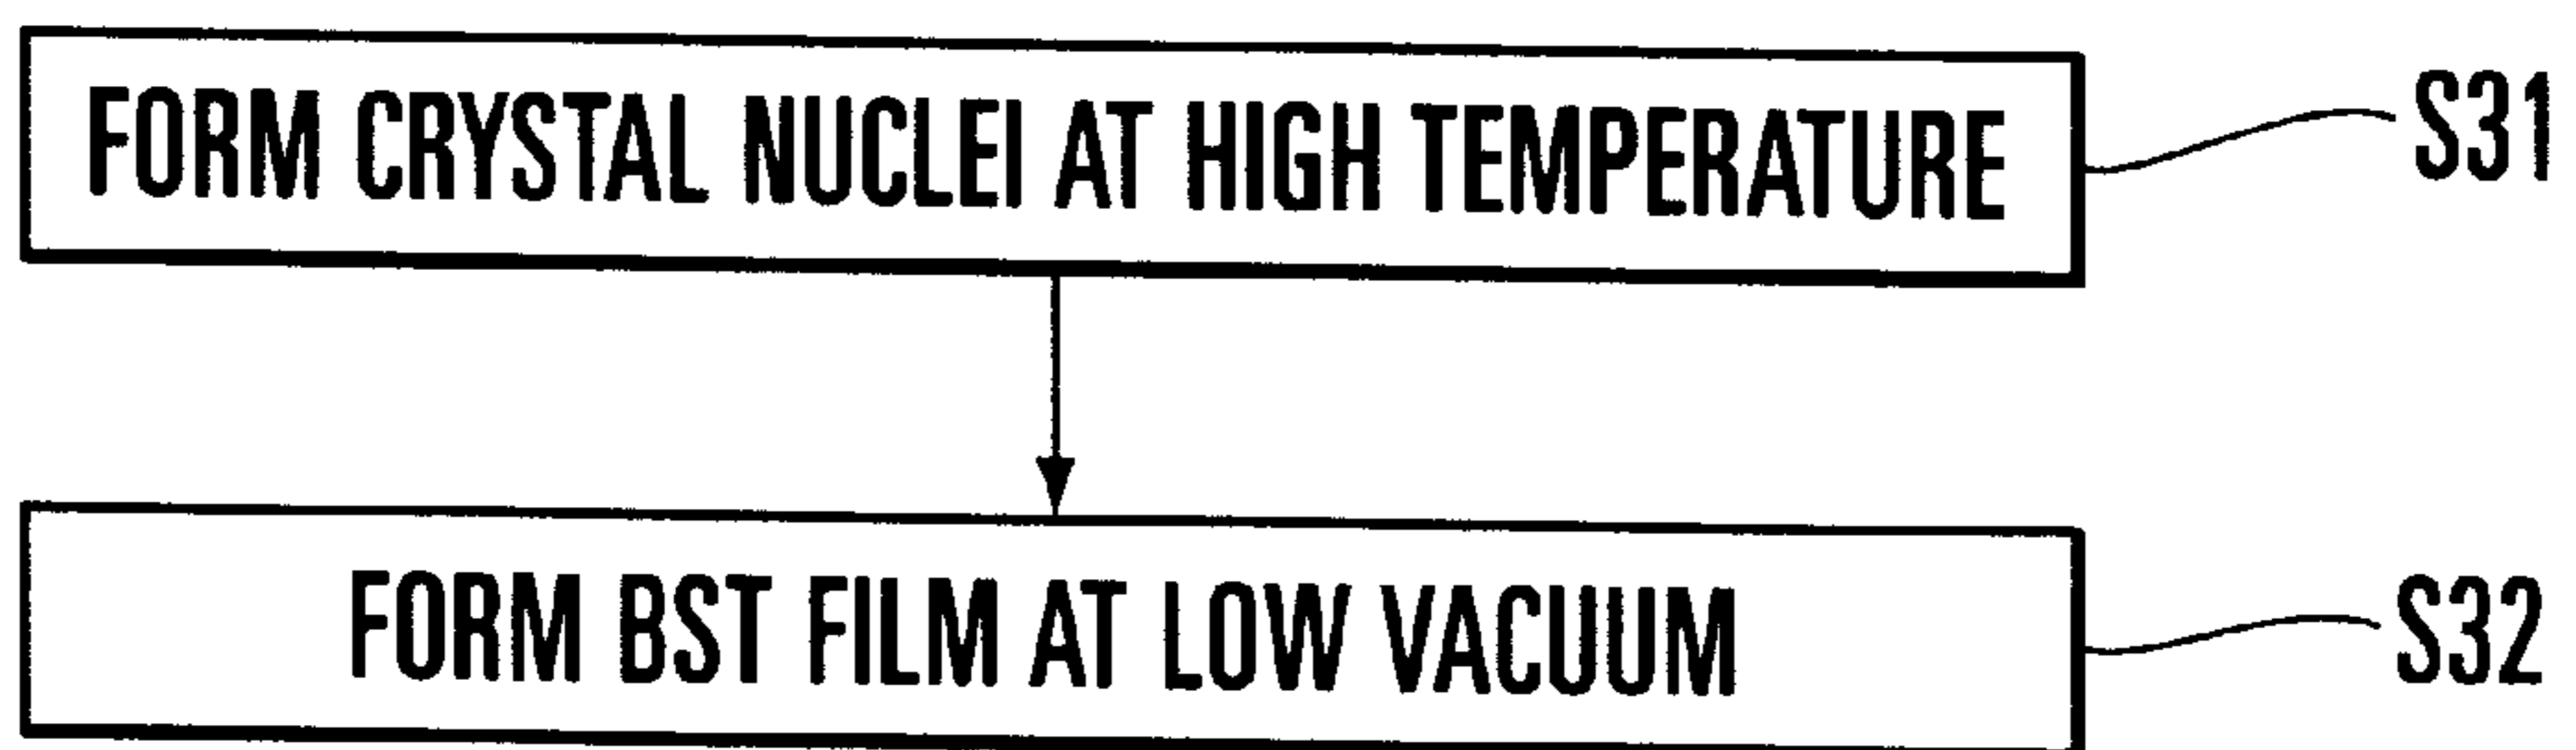 FORM CRYSTAL NUCLEI AT HIGH TEMPERATURE
S31
FORM BST FILM AT LOW VACUUM
S32